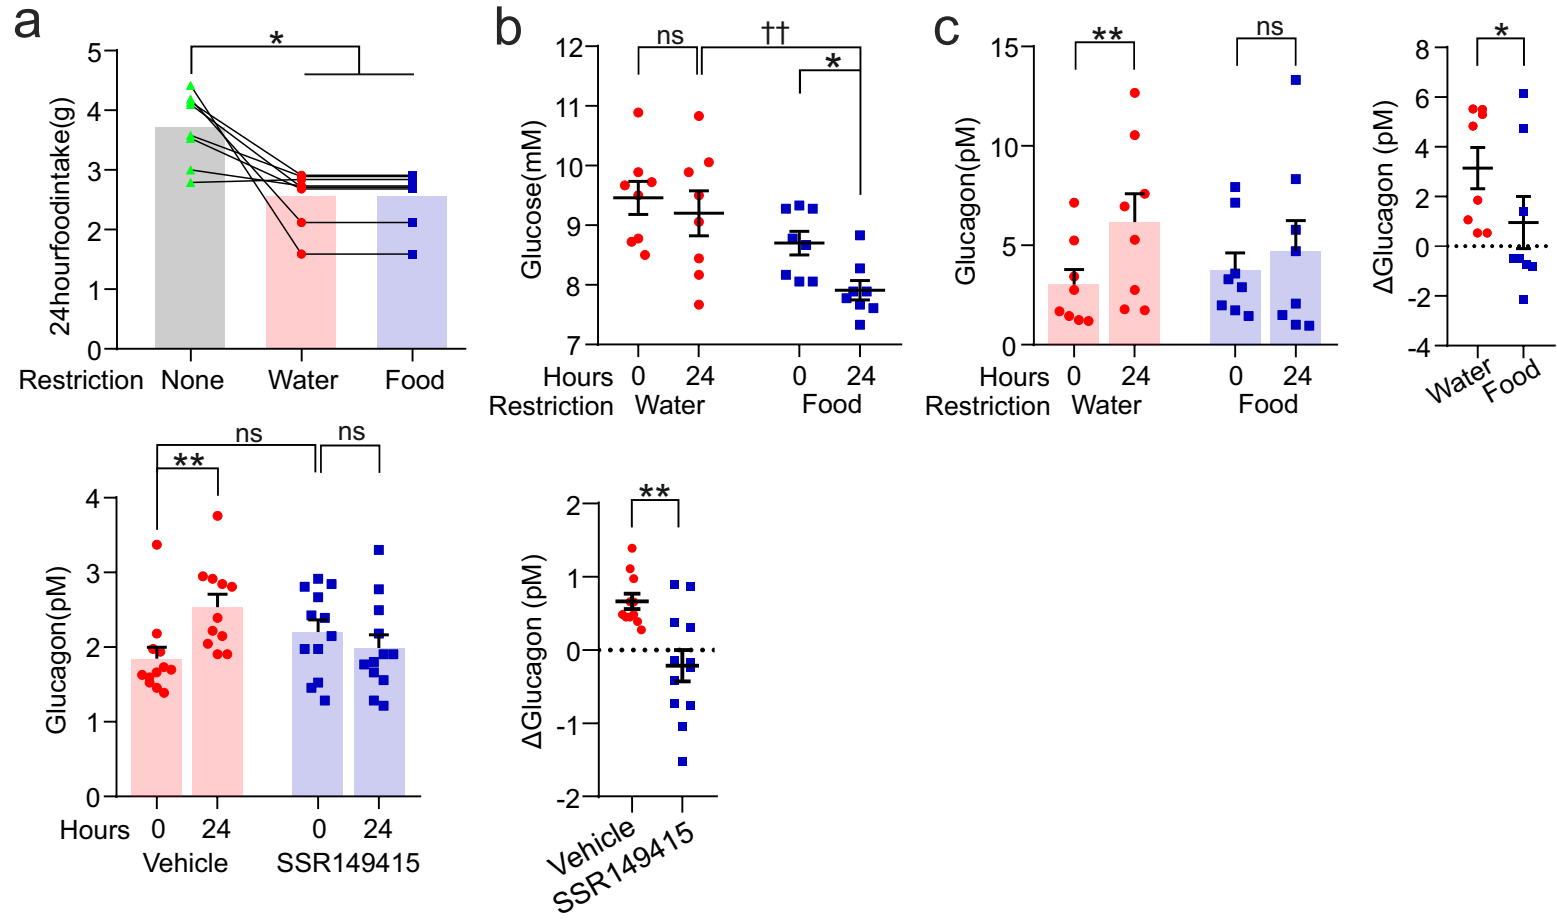 a
*
5
4
3
2
1
0
24hourfoodintake(g)
Restriction None Water Food
b
ns
††
*
12
11
10
9
8
7
Glucose(mM)
Hours 0 24 0 24
Restriction Water Food
c
**
ns
15
10
5
0
Glucagon(pM)
Hours 0 24 0 24
Restriction Water Food
*
8
6
4
2
0
-2
-4
ΔGlucagon (pM)
Water
Food
ns
**
ns
4
3
2
1
0
Glucagon(pM)
Hours 0 24 0 24
Vehicle SSR149415
**
2
1
0
-1
-2
ΔGlucagon (pM)
Vehicle
SSR149415